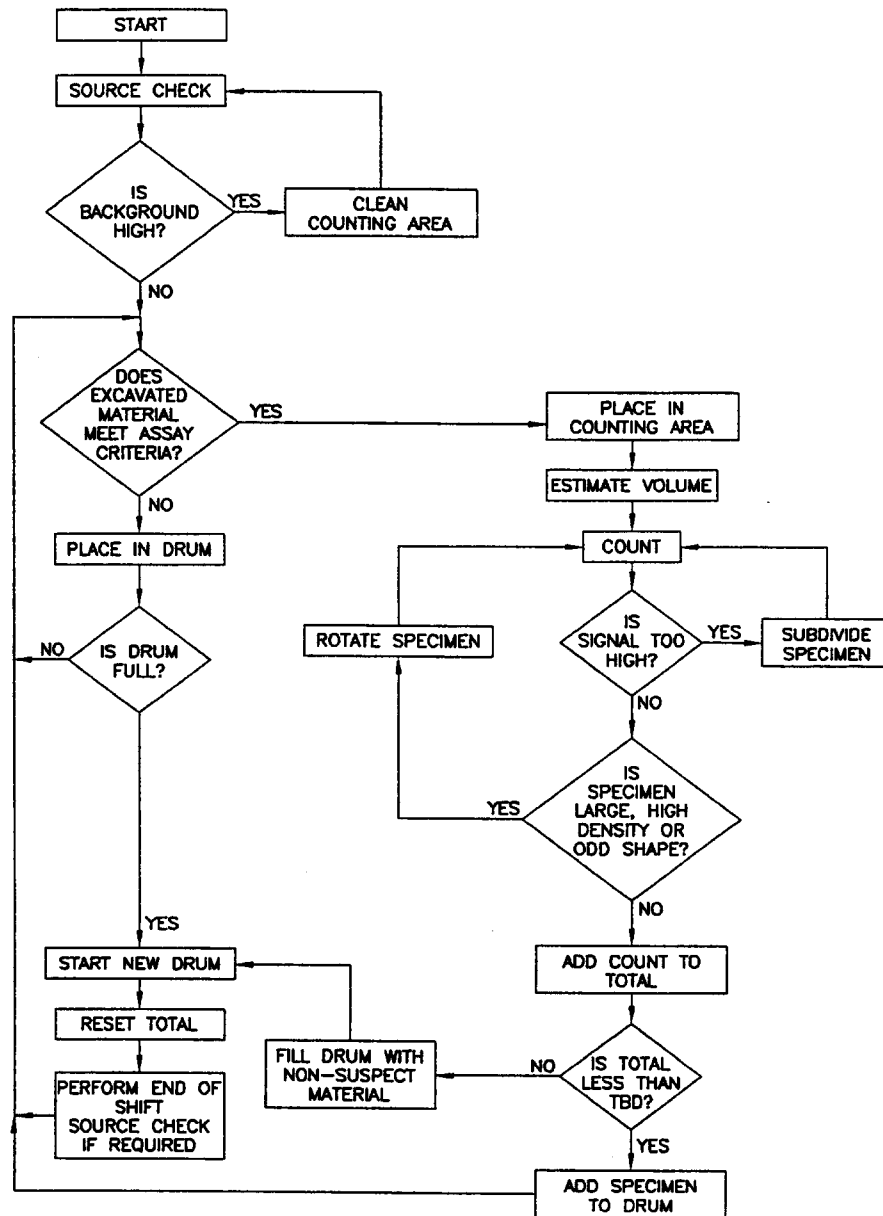 START
SOURCE CHECK
IS
BACKGROUND
HIGH?
YES
CLEAN
COUNTING AREA
NO
DOES
EXCAVATED
MATERIAL
MEET ASSAY
CRITERIA?
YES
NO
PLACE IN DRUM
IS DRUM
FULL?
NO
YES
START NEW DRUM
RESET TOTAL
PERFORM END OF
SHIFT
SOURCE CHECK
IF REQUIRED
PLACE IN
COUNTING AREA
ESTIMATE VOLUME
COUNT
IS
SIGNAL TOO
HIGH?
YES
SUBDIVIDE
SPECIMEN
ROTATE SPECIMEN
NO
IS
SPECIMEN
LARGE, HIGH
DENSITY OR
ODD SHAPE?
YES
NO
ADD COUNT TO
TOTAL
IS TOTAL
LESS THAN
TBD?
NO
FILL DRUM WITH
NON-SUSPECT
MATERIAL
YES
ADD SPECIMEN
TO DRUM